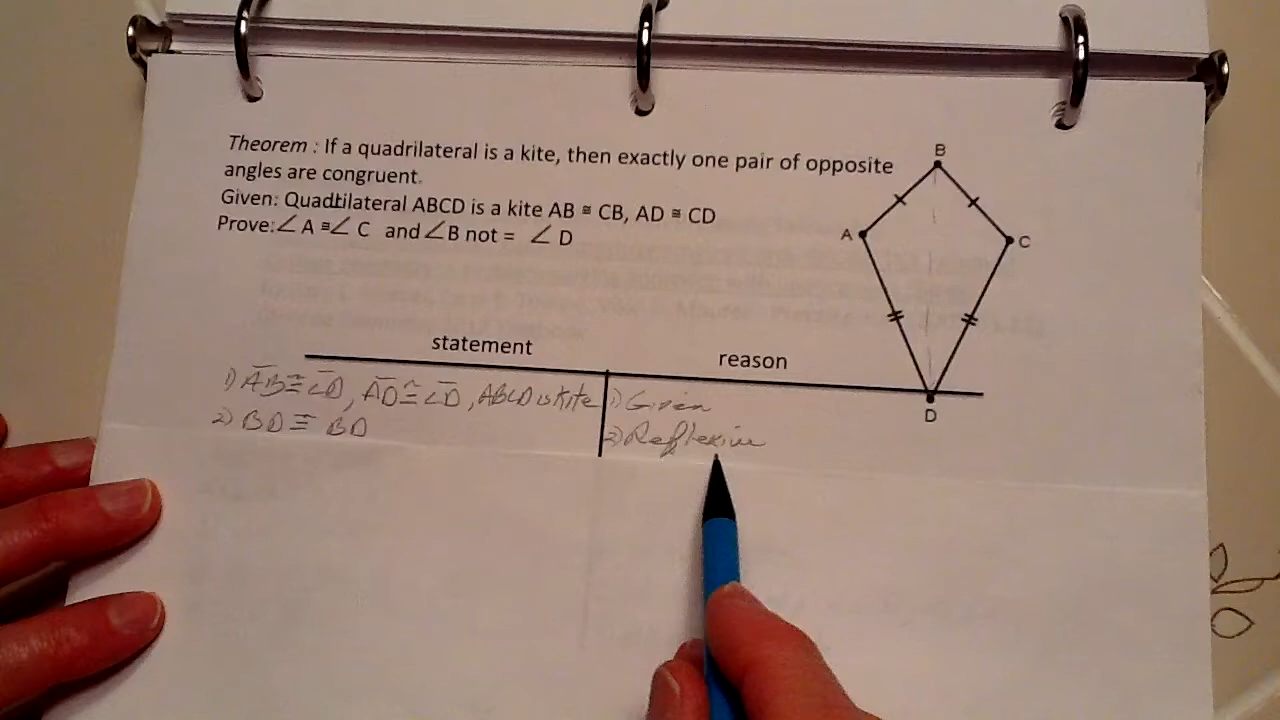 Theorem : If a quadrilateral is a kite, then exactly one pair of opposite
angles are congruent.
Given: Quadtilateral ABCD is a kite AB ≅ CB, AD ≅ CD
Prove:∠ A ≅∠ C and ∠B not = ∠ D
B
A
C
D
statement
reason
1) AB ≅ CD, AD ≅ CD, ABCD is kite
1) Given
2) BD ≅ BD
2) Reflexive